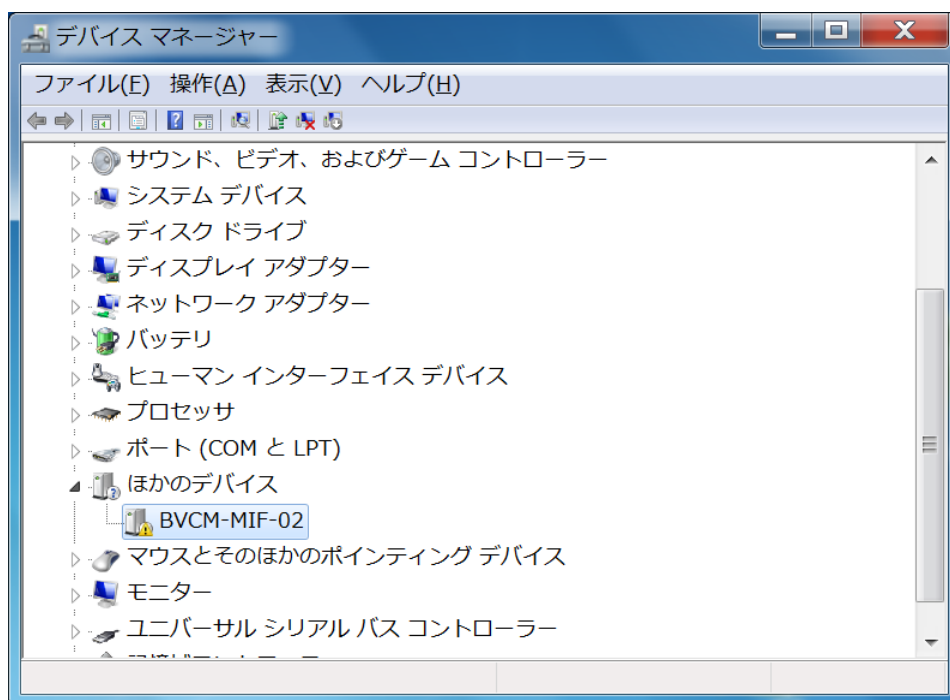 デバイス マネージャー
ファイル(F) 操作(A) 表示(V) ヘルプ(H)
サウンド、ビデオ、およびゲーム コントローラー
システム デバイス
ディスク ドライブ
ディスプレイ アダプター
ネットワーク アダプター
バッテリ
ヒューマン インターフェイス デバイス
プロセッサ
ポート (COM と LPT)
ほかのデバイス
BVCM-MIF-02
マウスとそのほかのポインティング デバイス
モニター
ユニバーサル シリアル バス コントローラー